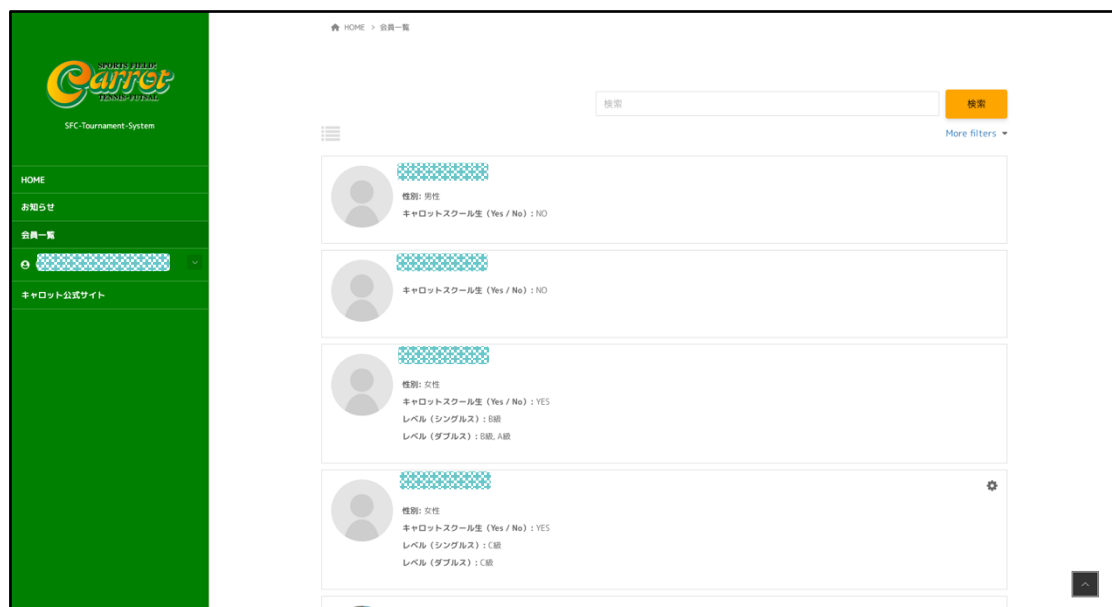 SPORTS FIELD!
Carrot
TENNIS・FUTSAL
SFC-Tournament-System
HOME
お知らせ
会員一覧
キャロット公式サイト
HOME > 会員一覧
検索
検索
More filters
性別: 男性
キャロットスクール生（Yes / No）: NO
キャロットスクール生（Yes / No）: NO
性別: 女性
キャロットスクール生（Yes / No）: YES
レベル（シングルス）: B級
レベル（ダブルス）: B級, A級
性別: 女性
キャロットスクール生（Yes / No）: YES
レベル（シングルス）: C級
レベル（ダブルス）: C級